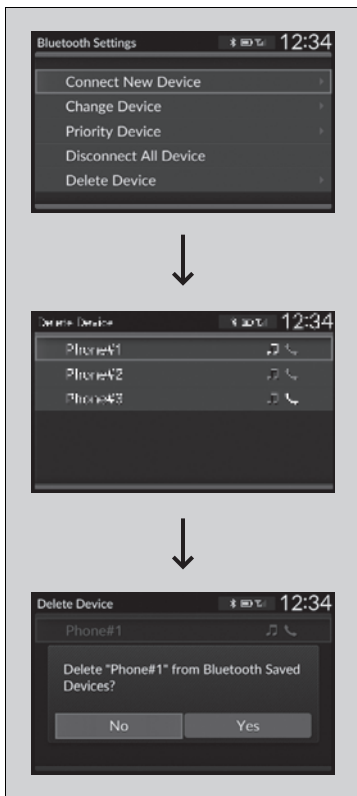 Bluetooth Settings 12:34
Connect New Device
Change Device
Priority Device
Disconnect All Device
Delete Device
Delete Device 12:34
Phone#1
Phone#2
Phone#3
Delete Device 12:34
Phone#1
Delete "Phone#1" from Bluetooth Saved
Devices?
No Yes